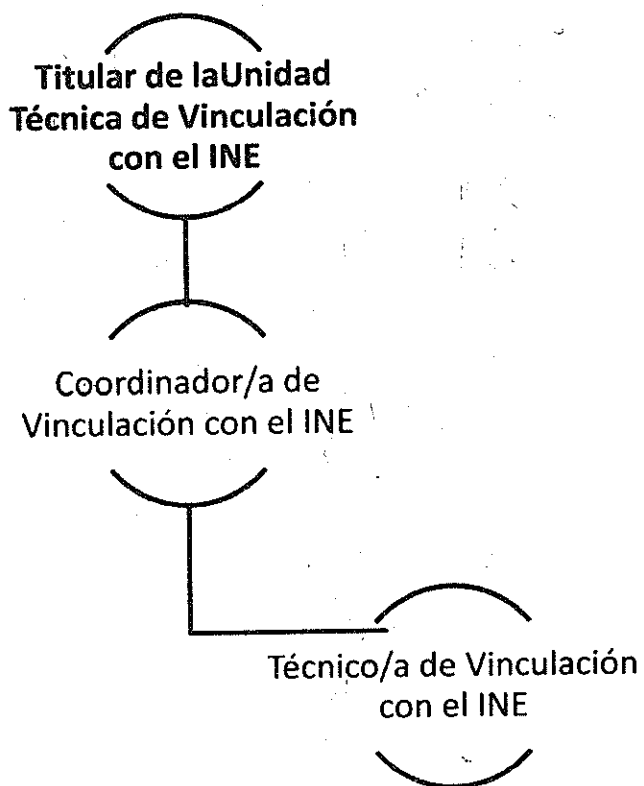 Titular de laUnidad
Técnica de Vinculación
con el INE
Coordinador/a de
Vinculación con el INE
Técnico/a de Vinculación
con el INE